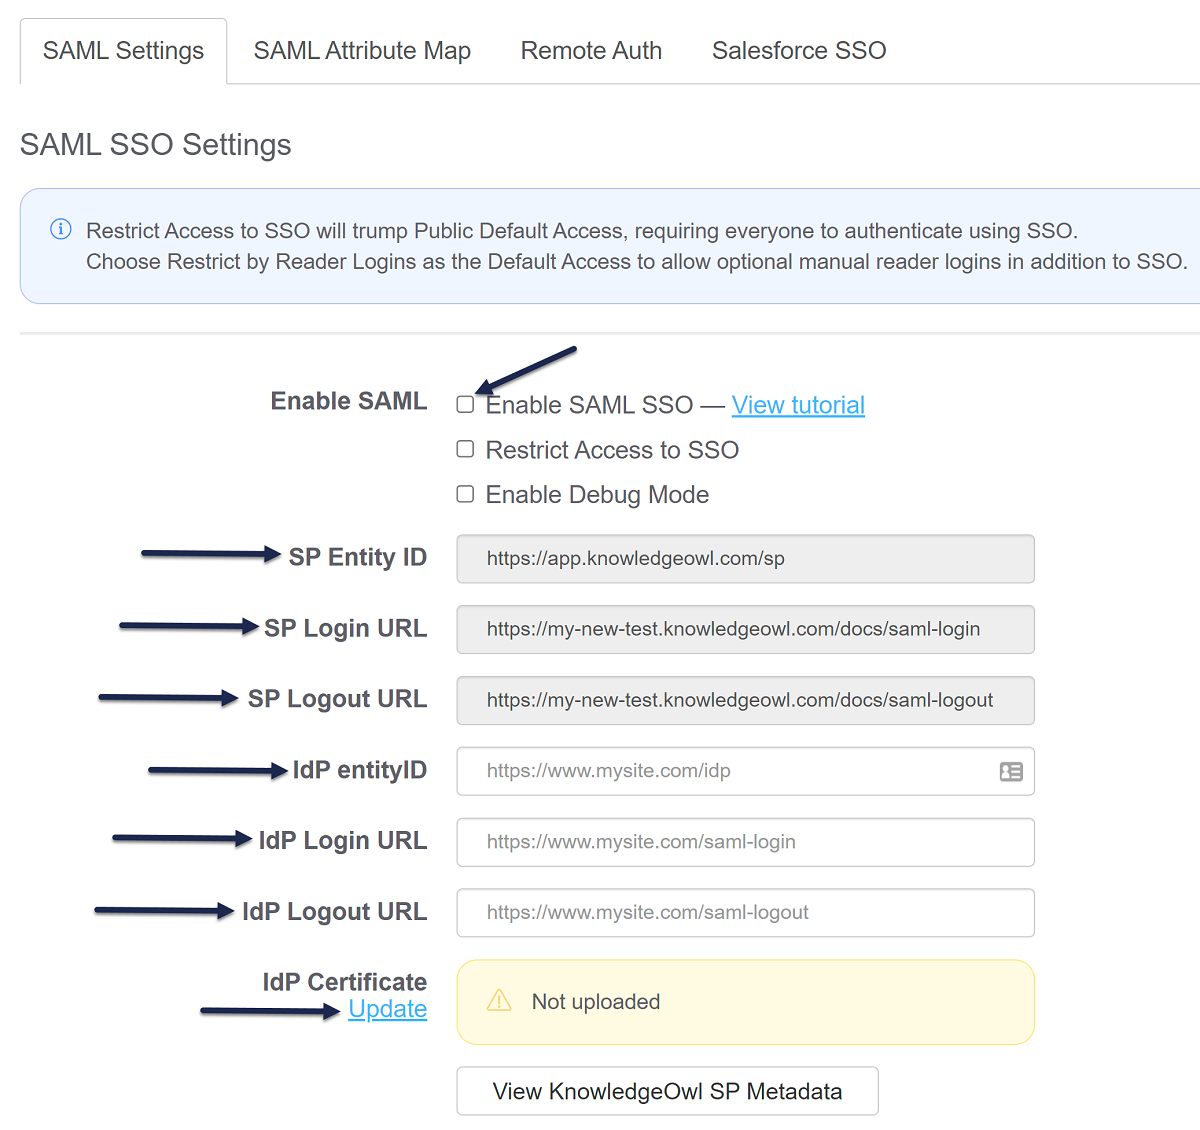 SAML Settings SAML Attribute Map Remote Auth Salesforce SSO
SAML SSO Settings
Restrict Access to SSO will trump Public Default Access, requiring everyone to authenticate using SSO.
Choose Restrict by Reader Logins as the Default Access to allow optional manual reader logins in addition to SSO.
Enable SAML Enable SAML SSO — View tutorial
Restrict Access to SSO
Enable Debug Mode
SP Entity ID https://app.knowledgeowl.com/sp
SP Login URL https://my-new-test.knowledgeowl.com/docs/saml-login
SP Logout URL https://my-new-test.knowledgeowl.com/docs/saml-logout
IdP entityID https://www.mysite.com/idp
IdP Login URL https://www.mysite.com/saml-login
IdP Logout URL https://www.mysite.com/saml-logout
IdP Certificate
Update Not uploaded
View KnowledgeOwl SP Metadata